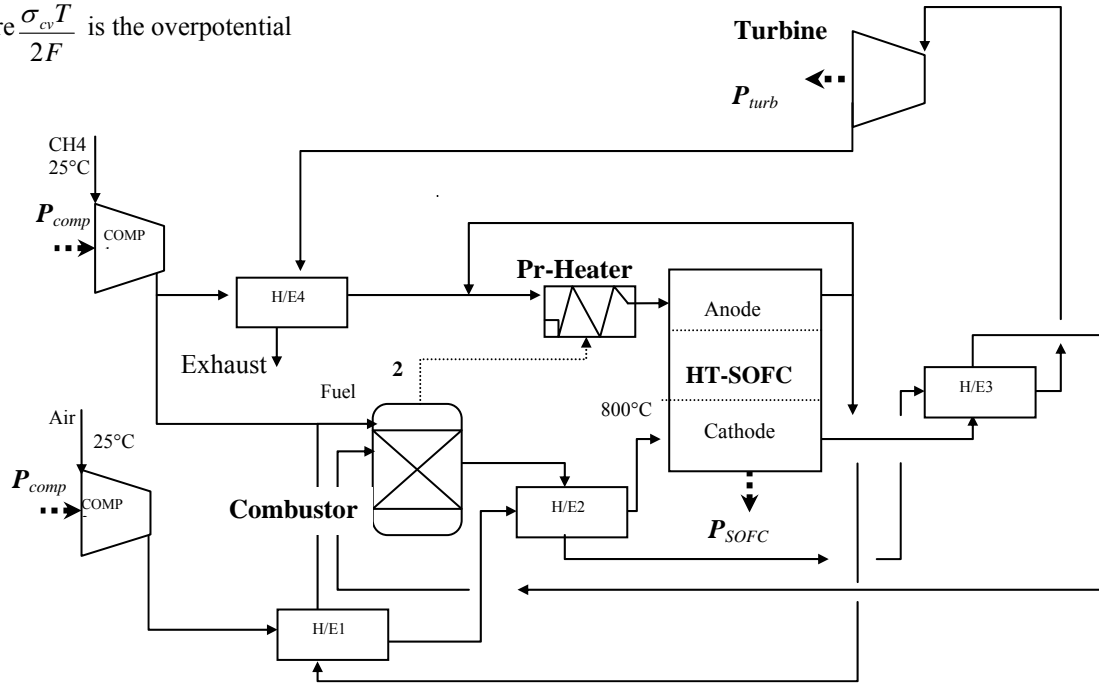 re σ_cv T / 2F is the overpotential
Turbine
P_turb
CH4
25°C
P_comp
COMP
.
H/E4
Pr-Heater
Anode
Exhaust
2
HT-SOFC
Fuel
800°C
H/E3
Air
25°C
Cathode
P_comp
COMP
-
Combustor
H/E2
P_SOFC
H/E1